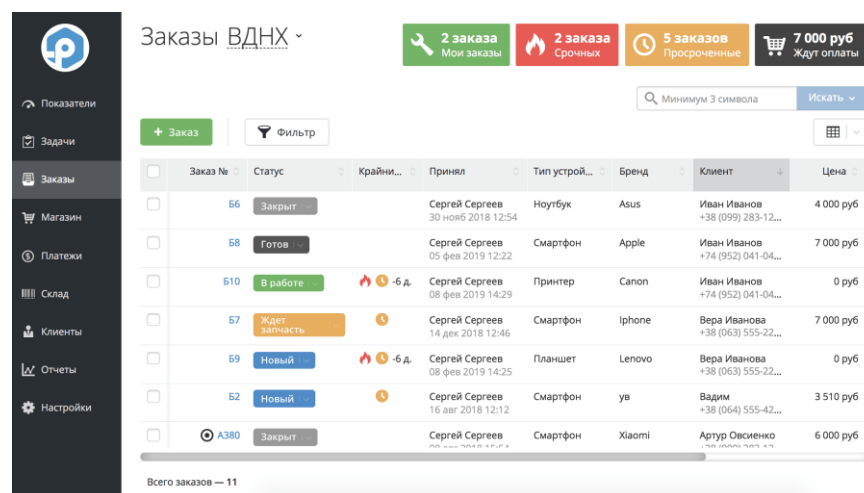 Заказы ВДНХ
2 заказа
Мои заказы
2 заказа
Срочных
5 заказов
Просроченные
7 000 руб
Ждут оплаты
Показатели
Задачи
Заказы
Магазин
Платежи
Склад
Клиенты
Отчеты
Настройки
Минимум 3 символа Искать
+ Заказ Фильтр
Заказ № Статус Крайни... Принял Тип устрой... Бренд Клиент Цена
Б6 Закрыт Сергей Сергеев Ноутбук Asus Иван Иванов 4 000 руб
30 нояб 2018 12:54 +38 (099) 283-12...
Б8 Готов Сергей Сергеев Смартфон Apple Иван Иванов 7 000 руб
05 фев 2019 12:22 +74 (952) 041-04...
Б10 В работе -6 д. Сергей Сергеев Принтер Canon Иван Иванов 0 руб
08 фев 2019 14:29 +74 (952) 041-04...
Б7 Ждет запчасть Сергей Сергеев Смартфон Iphone Вера Иванова 7 000 руб
14 дек 2018 12:46 +38 (063) 555-22...
Б9 Новый -6 д. Сергей Сергеев Планшет Lenovo Вера Иванова 0 руб
08 фев 2019 14:25 +38 (063) 555-22...
Б2 Новый Сергей Сергеев Смартфон ув Вадим 3 510 руб
16 авг 2018 12:12 +38 (064) 555-42...
А380 Закрыт Сергей Сергеев Смартфон Xiaomi Артур Овсиенко 6 000 руб
Всего заказов — 11